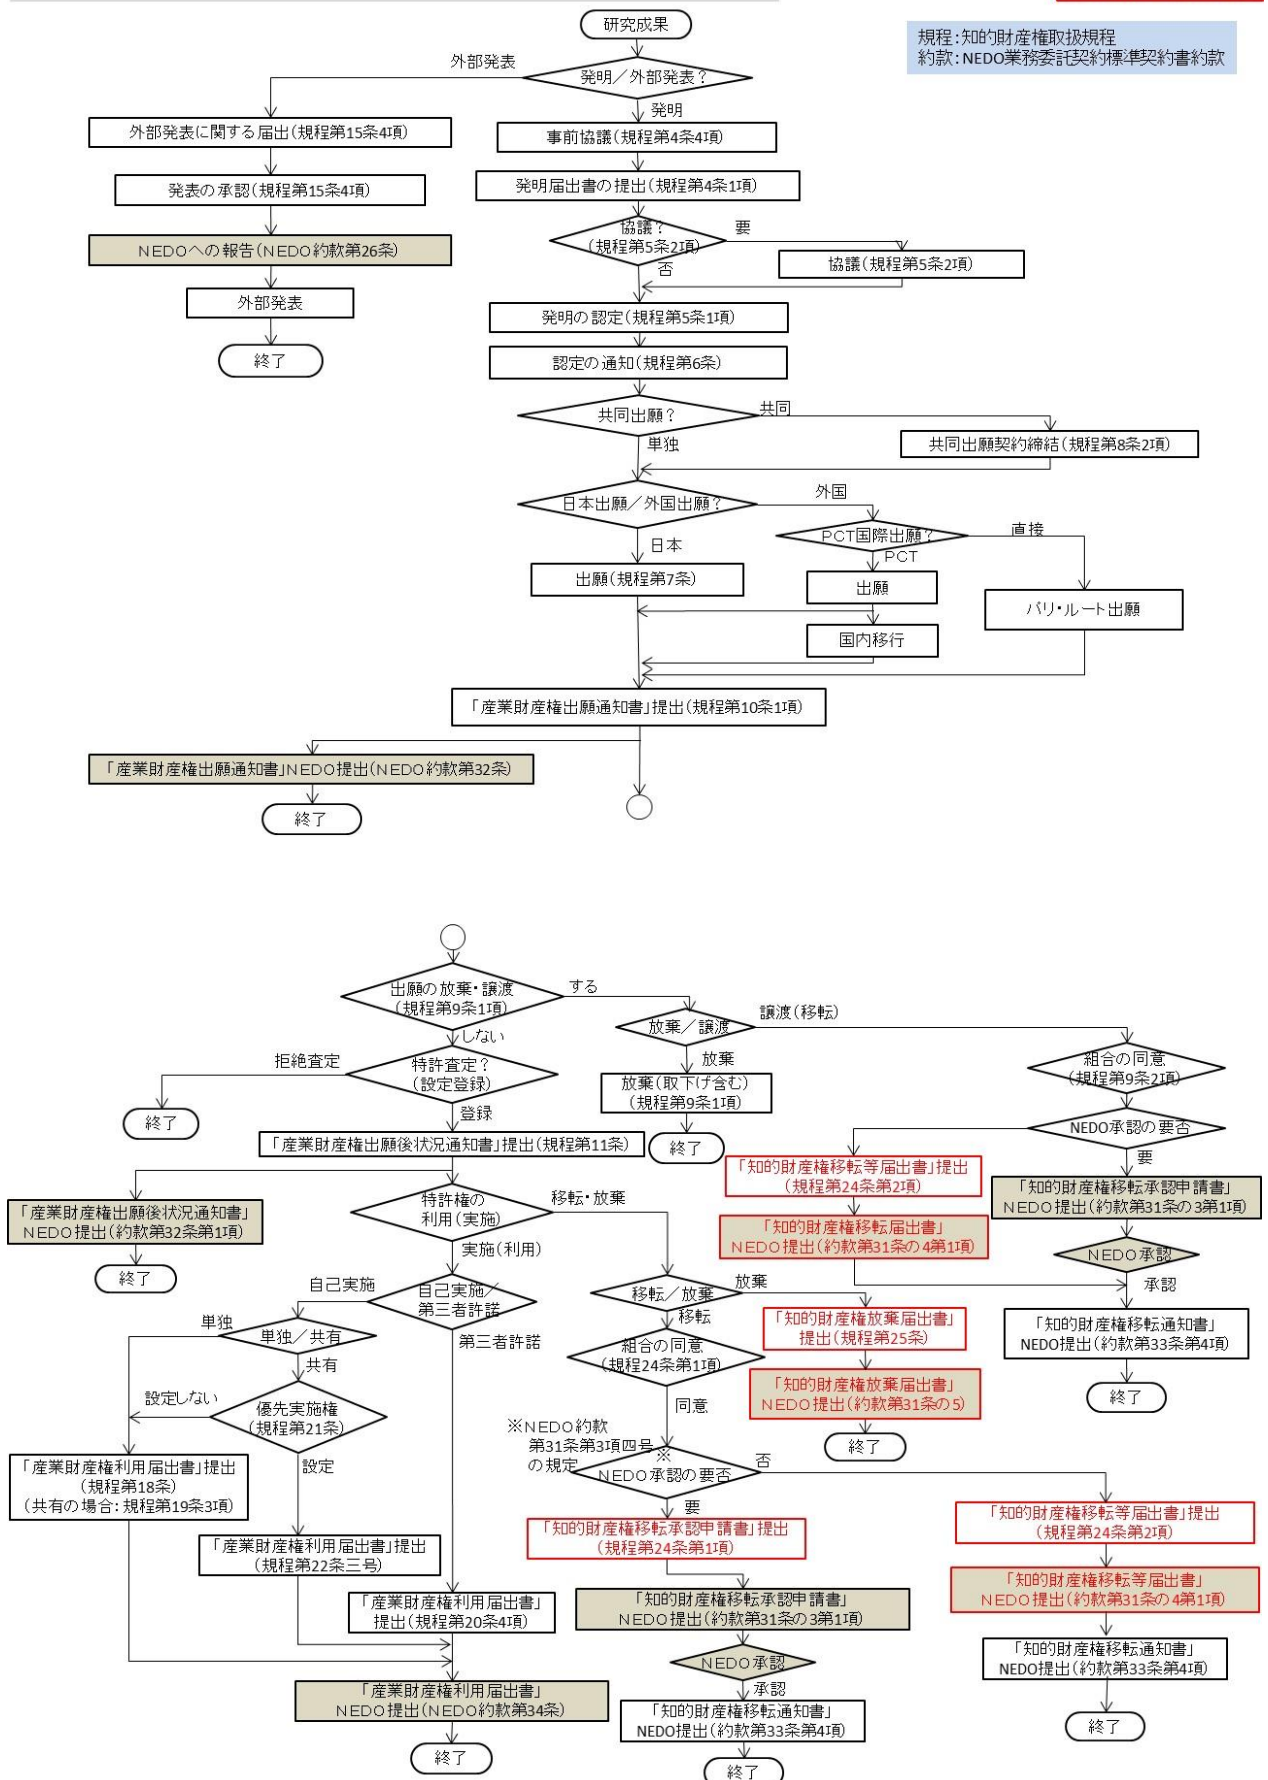 研究成果
規程:知的財産権取扱規程
約款:NEDO業務委託契約標準契約書約款
外部発表
発明／外部発表？
発明
外部発表に関する届出(規程第15条4項)
事前協議(規程第4条4項)
発表の承認(規程第15条4項)
発明届出書の提出(規程第4条1項)
協議？
(規程第5条2項)
要
NEDOへの報告(NEDO約款第26条)
協議(規程第5条2項)
否
外部発表
発明の認定(規程第5条1項)
終了
認定の通知(規程第6条)
共同出願？
共同
単独
共同出願契約締結(規程第8条2項)
日本出願／外国出願？
外国
PCT国際出願？
直接
日本
PCT
出願(規程第7条)
出願
パリ・ルート出願
国内移行
「産業財産権出願通知書」提出(規程第10条1項)
「産業財産権出願通知書」NEDO提出(NEDO約款第32条)
終了
出願の放棄・譲渡
(規程第9条1項)
する
放棄／譲渡
譲渡(移転)
しない
拒絶査定
特許査定？
(設定登録)
放棄
組合の同意
(規程第9条2項)
放棄(取下げ含む)
(規程第9条1項)
終了
登録
NEDO承認の要否
「産業財産権出願後状況通知書」提出(規程第11条)
終了
要
「知的財産権移転等届出書」提出
(規程第24条第2項)
「知的財産権移転承認申請書」
NEDO提出(約款第31条の3第1項)
特許権の
利用(実施)
移転・放棄
「産業財産権出願後状況通知書」
NEDO提出(約款第32条第1項)
「知的財産権移転届出書」
NEDO提出(約款第31条の4第1項)
NEDO承認
実施(利用)
終了
承認
自己実施
自己実施／
第三者許諾
移転／放棄
放棄
単独
単独／共有
第三者許諾
移転
「知的財産権放棄届出書」
提出(規程第25条)
「知的財産権移転通知書」
NEDO提出(約款第33条第4項)
組合の同意
(規程24条第1項)
共有
「知的財産権放棄届出書」
NEDO提出(約款第31条の5)
終了
設定しない
優先実施権
(規程第21条)
同意
終了
※NEDO約款
第31条第3項四号
の規定
※
NEDO承認の要否
否
設定
「産業財産権利用届出書」提出
(規程第18条)
(共有の場合:規程第19条3項)
要
「知的財産権移転承認申請書」提出
(規程第24条第1項)
「知的財産権移転等届出書」提出
(規程第24条第2項)
「産業財産権利用届出書」提出
(規程第22条三号)
「知的財産権移転等届出書」
NEDO提出(約款第31条の4第1項)
「産業財産権利用届出書」
提出(規程第20条4項)
「知的財産権移転承認申請書」
NEDO提出(約款第31条の3第1項)
NEDO承認
「知的財産権移転通知書」
NEDO提出(約款第33条第4項)
承認
「産業財産権利用届出書」
NEDO提出(NEDO約款第34条)
「知的財産権移転通知書」
NEDO提出(約款第33条第4項)
終了
終了
終了